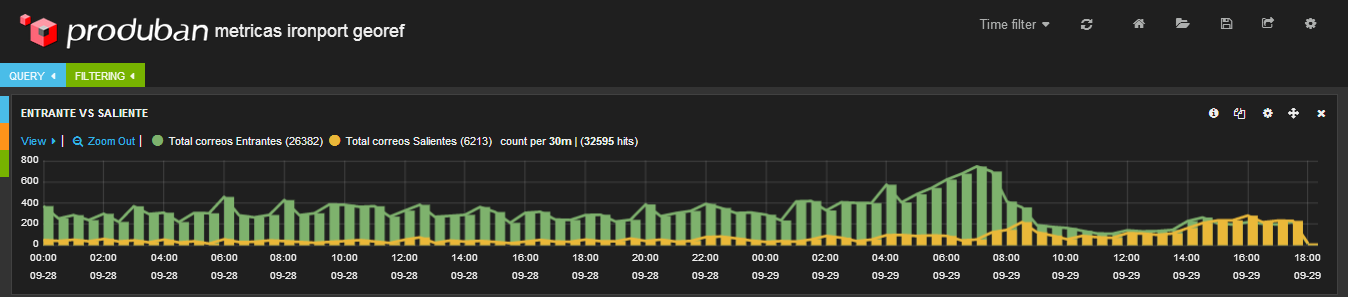 produban metricas ironport georef
Time filter
QUERY FILTERING
ENTRANTE VS SALIENTE
View | Zoom Out | Total correos Entrantes (26382) Total correos Salientes (6213) count per 30m | (32595 hits)
800
600
400
200
0
00:00 02:00 04:00 06:00 08:00 10:00 12:00 14:00 16:00 18:00 20:00 22:00 00:00 02:00 04:00 06:00 08:00 10:00 12:00 14:00 16:00 18:00
09-28 09-28 09-28 09-28 09-28 09-28 09-28 09-28 09-28 09-28 09-28 09-28 09-29 09-29 09-29 09-29 09-29 09-29 09-29 09-29 09-29 09-29